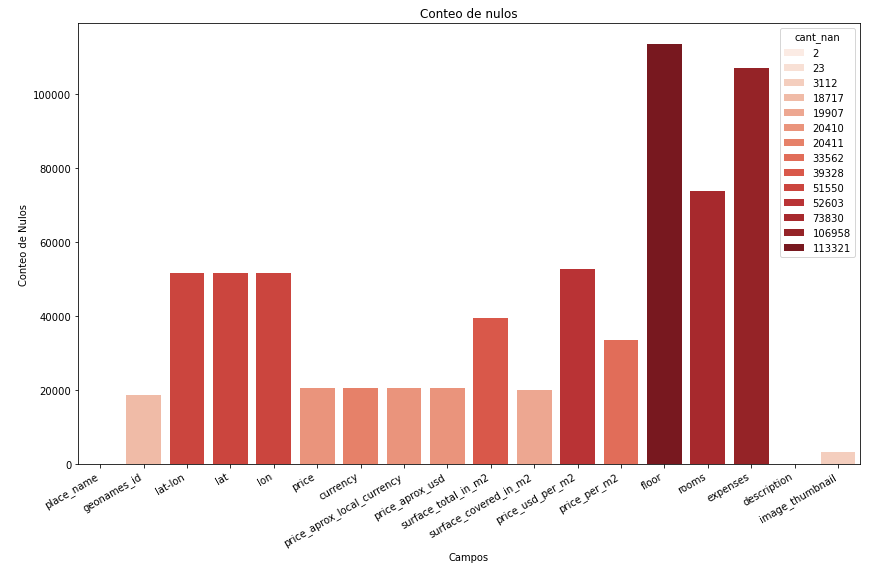 Conteo de nulos
cant_nan
2
23
3112
18717
19907
20410
20411
33562
39328
51550
52603
73830
106958
113321
Conteo de Nulos
100000
80000
60000
40000
20000
0
place_name
geonames_id
lat-lon
lat
lon
price
currency
price_aprox_local_currency
price_aprox_usd
surface_total_in_m2
surface_covered_in_m2
price_usd_per_m2
price_per_m2
floor
rooms
expenses
description
image_thumbnail
Campos